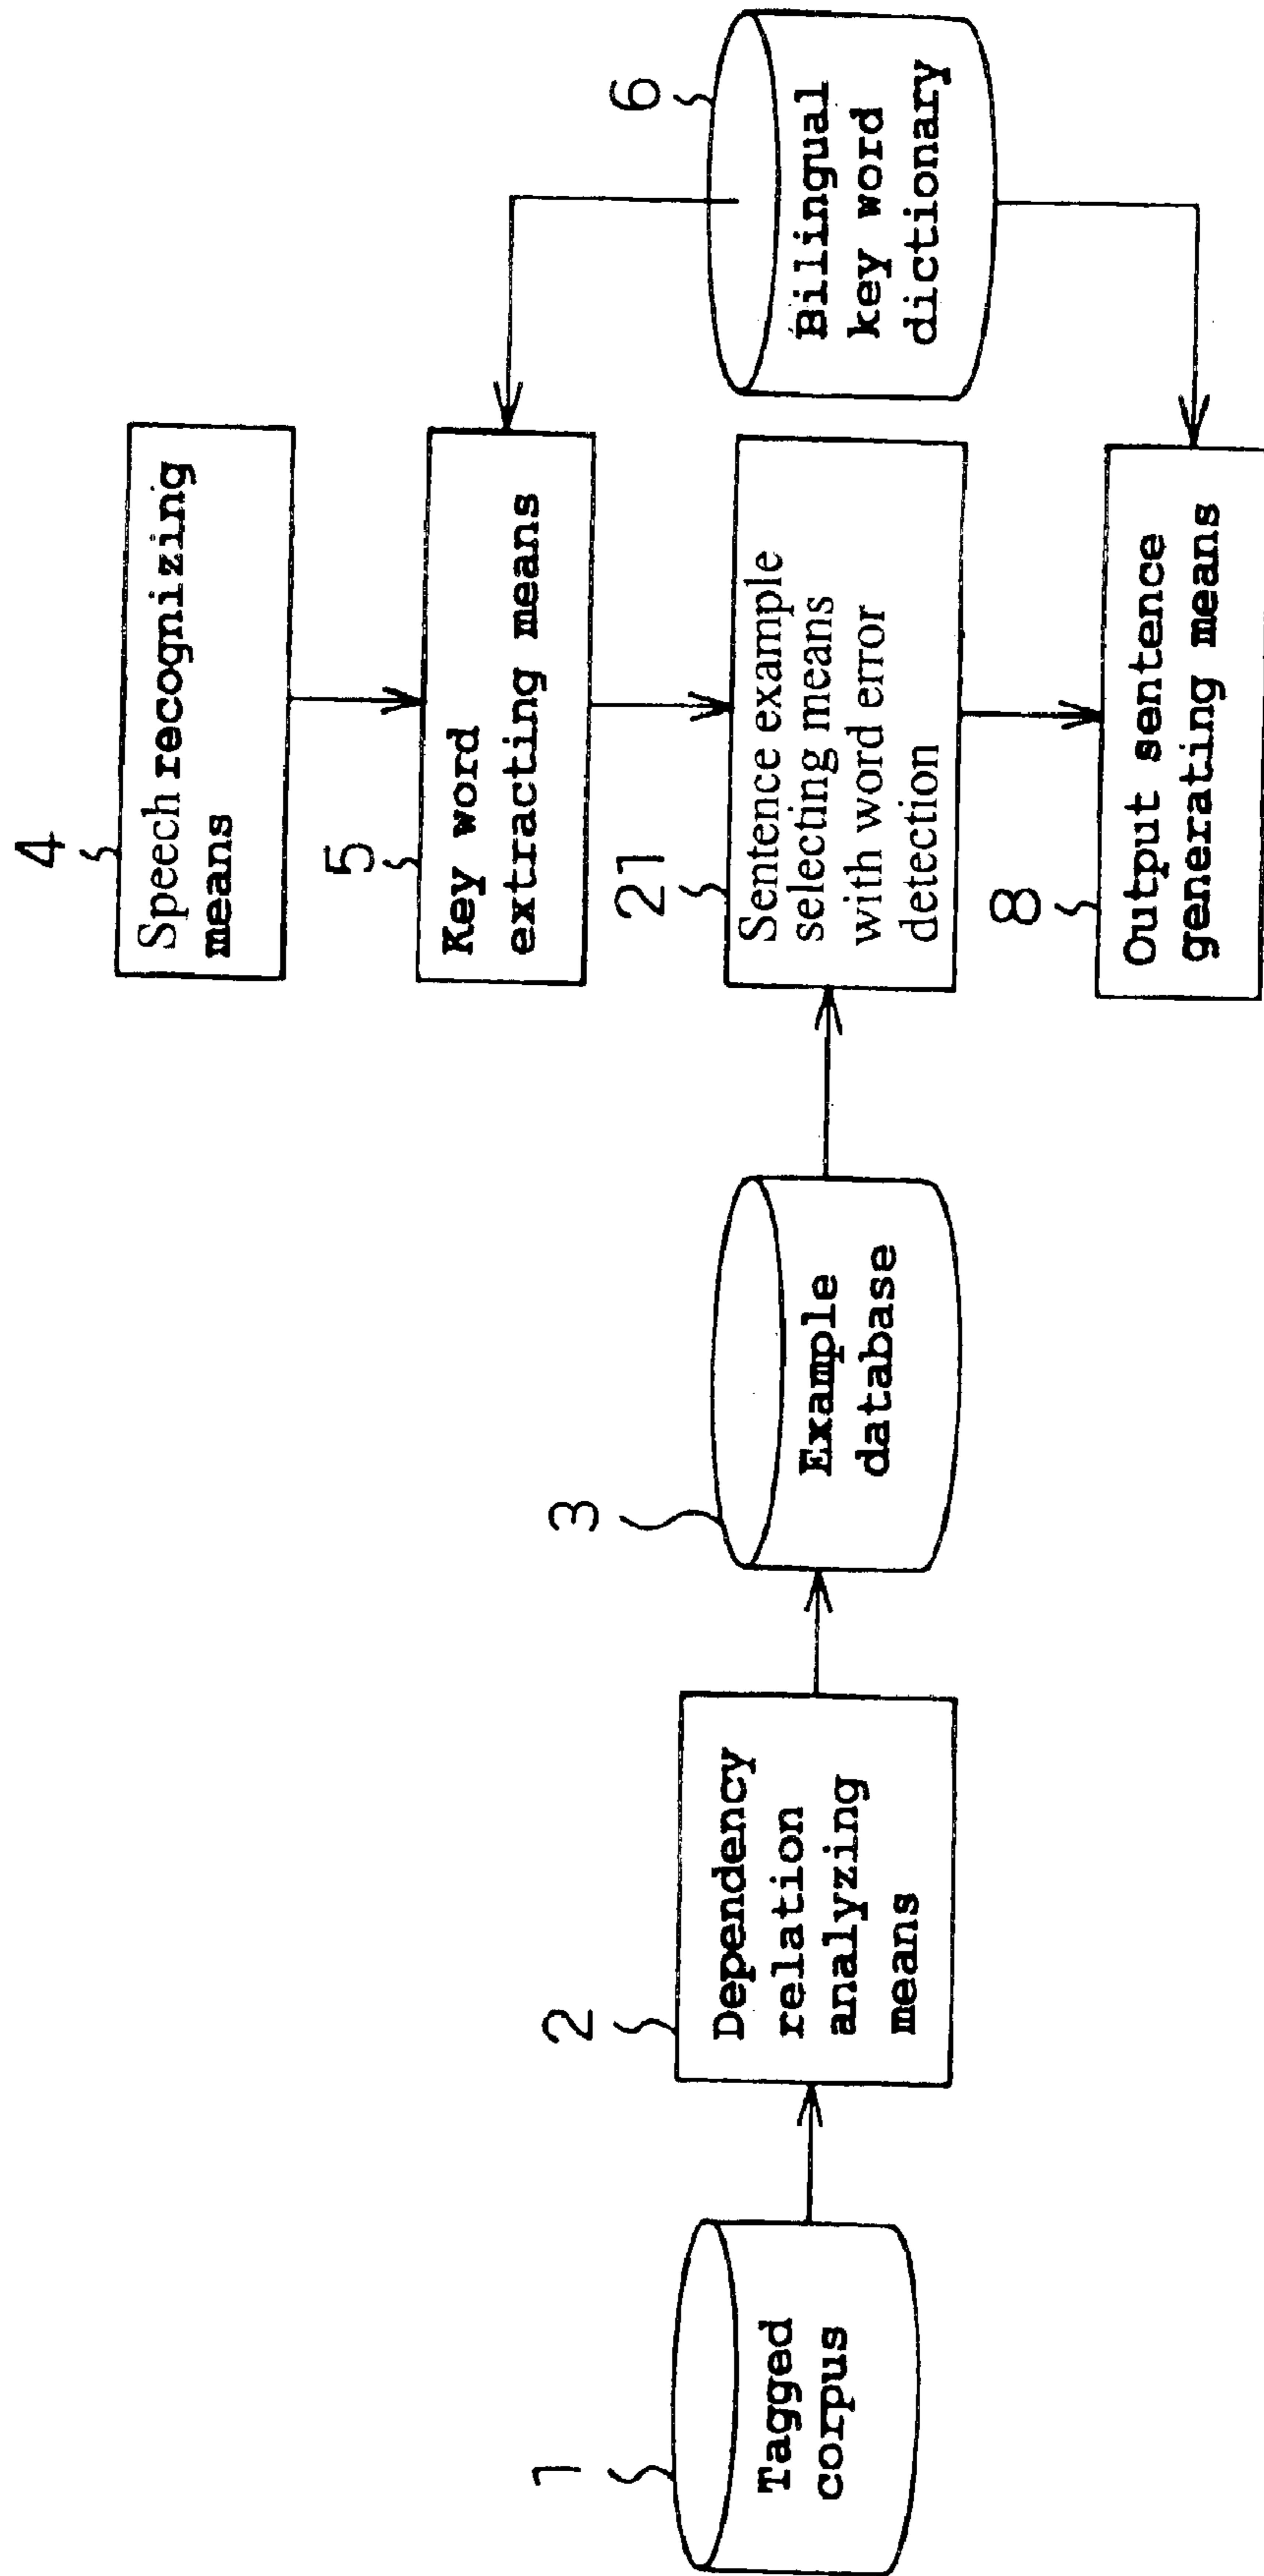 4
Speech recognizing
means
5
Key word
extracting means
6
Bilingual
key word
dictionary
1
Tagged
corpus
2
Dependency
relation
analyzing
means
3
Example
database
21
Sentence example
selecting means
with word error
detection
8
Output sentence
generating means